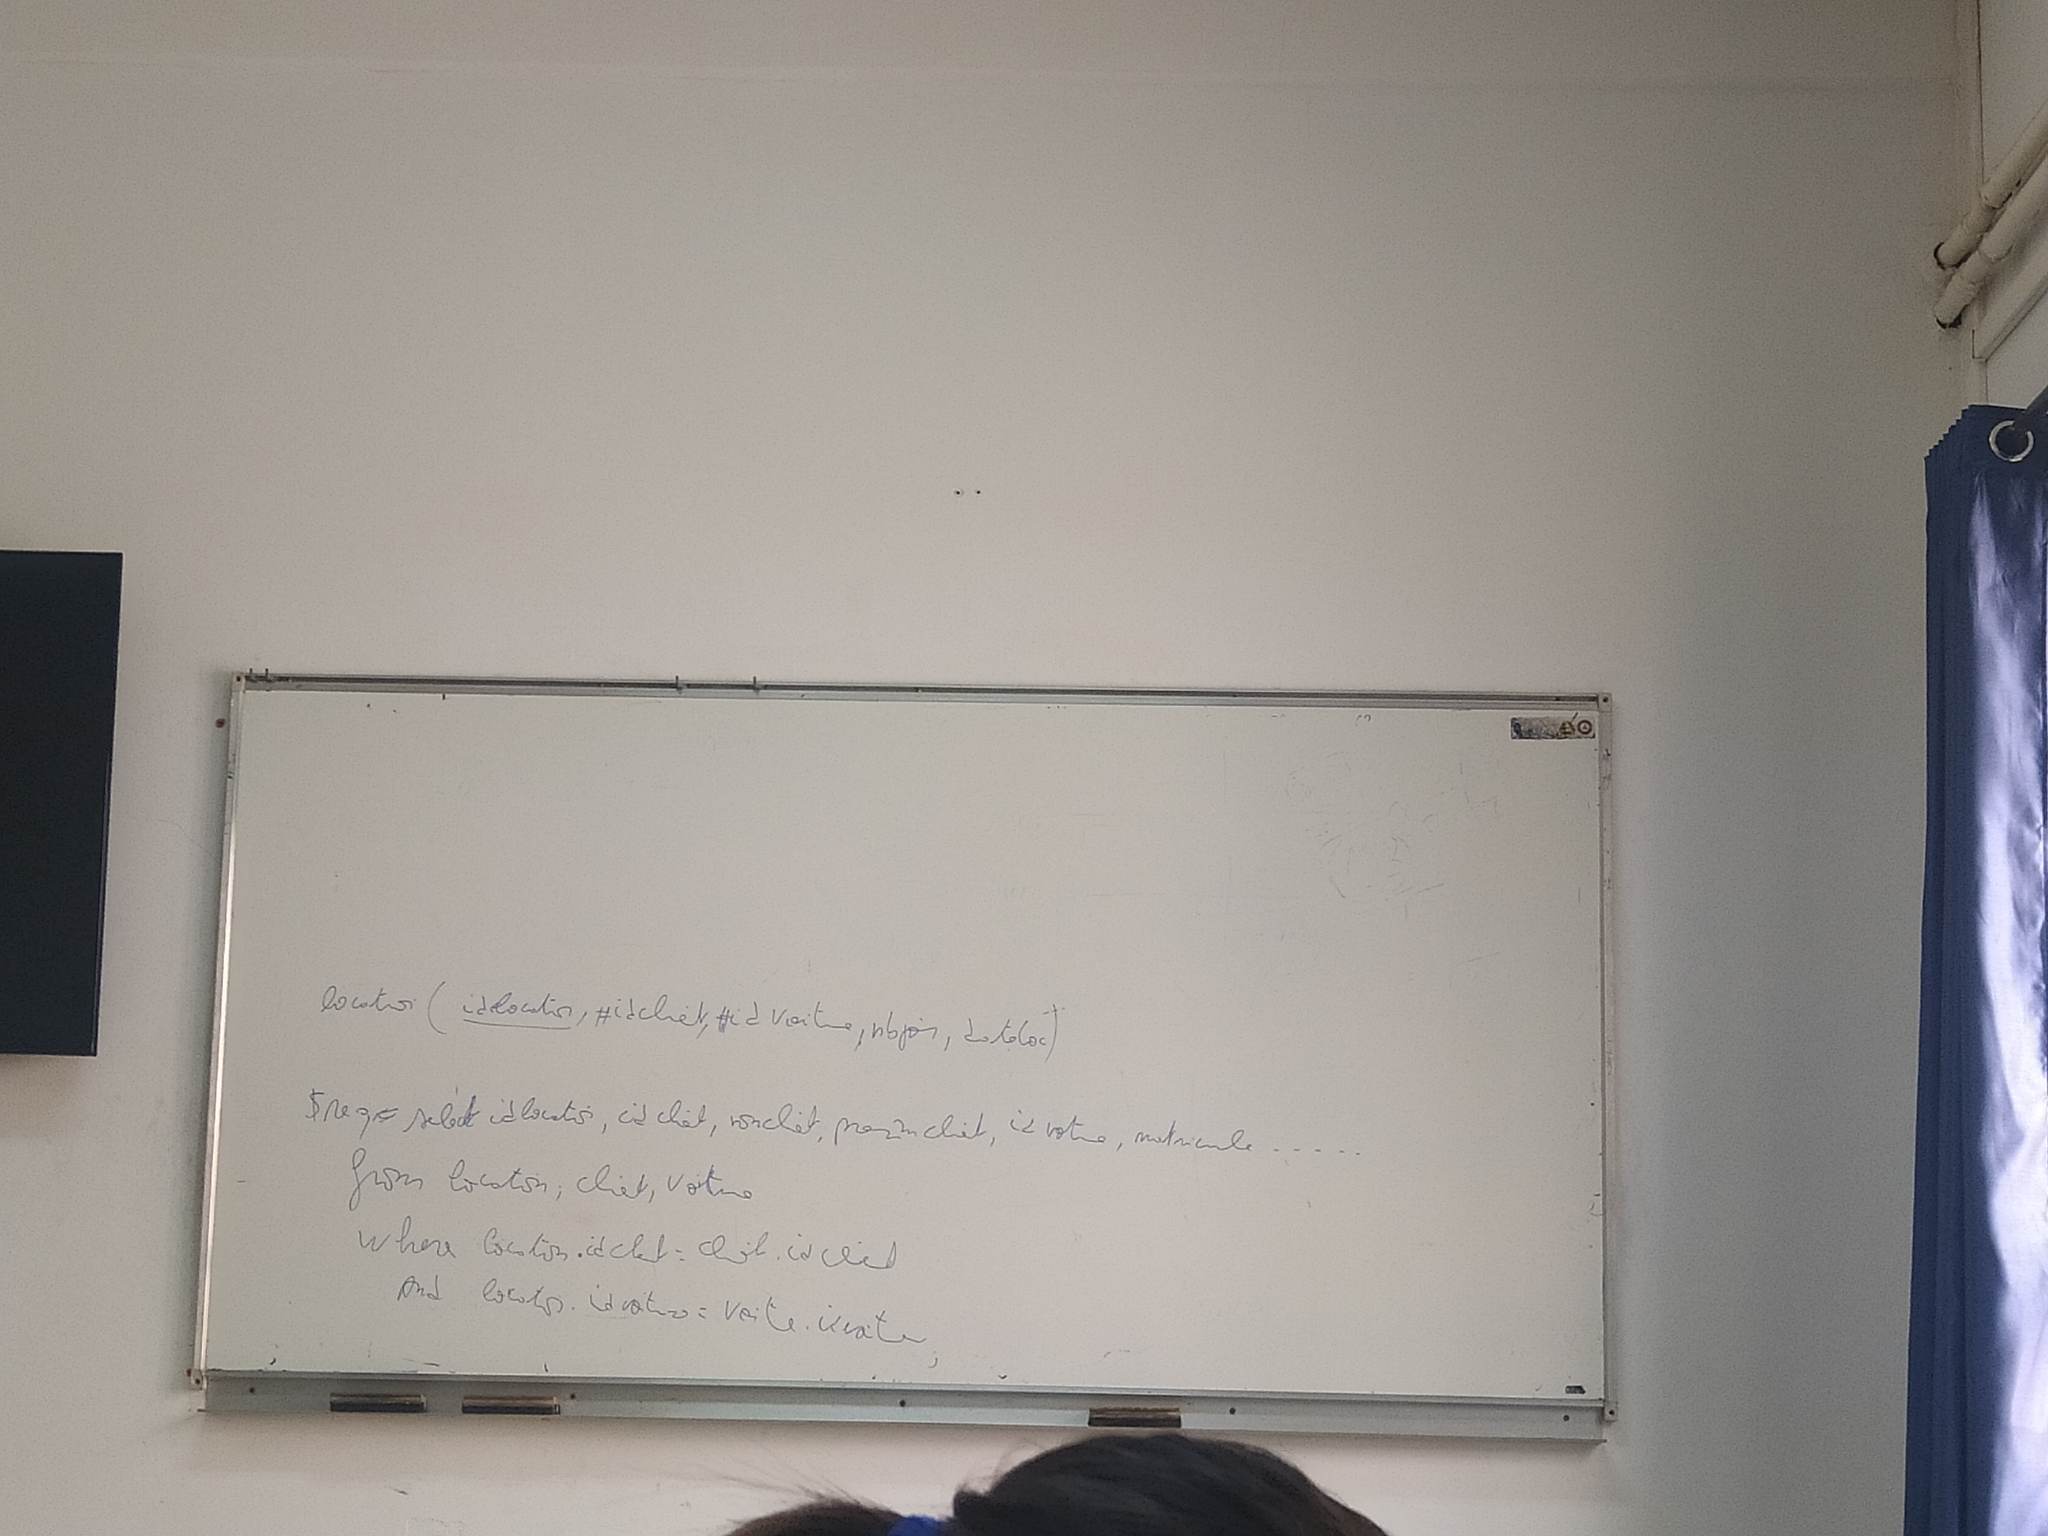 location ( idlocation, #idclient, #idvoiture, nbjours, dateloc)
$req= select idlocation, idclient, nomclient, prenomclient, idvoiture, matricule .....
from location, client, voiture
where location.idclient = client.idclient
And location.idvoiture = voiture.idvoiture;